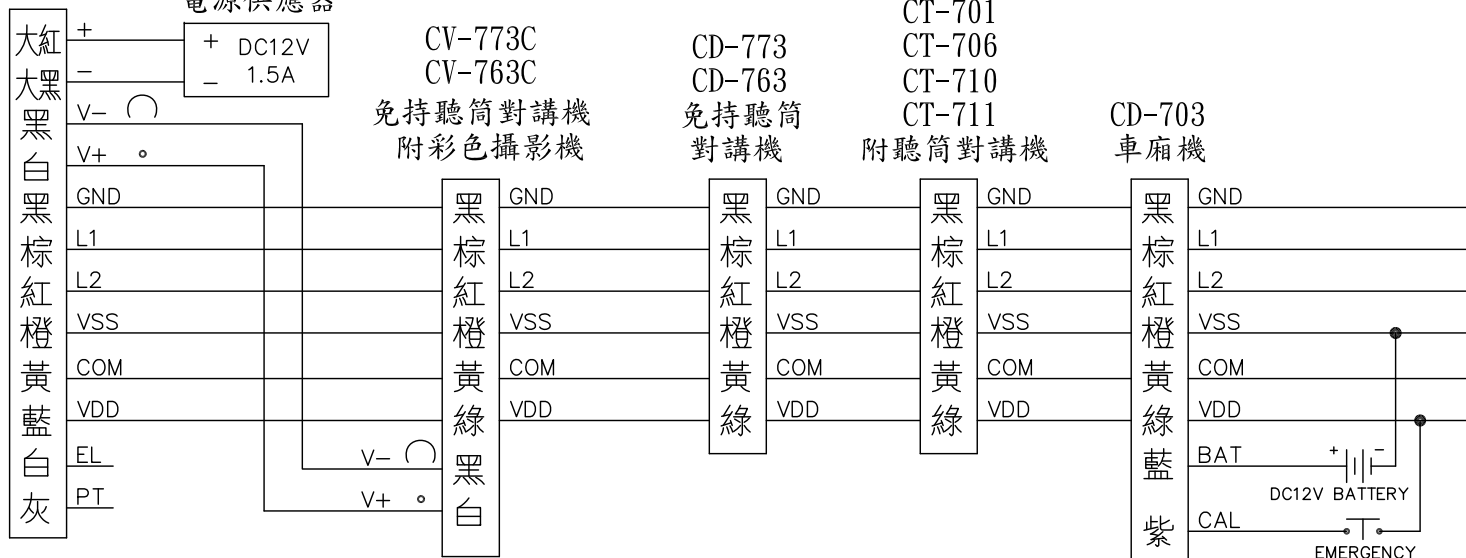 電源供應器
大紅 +
大黑 -
黑 V-
白 V+
黑 GND
棕 L1
紅 L2
橙 VSS
黃 COM
藍 VDD
白 EL
灰 PT
+ DC12V
- 1.5A
CV-773C
CV-763C
免持聽筒對講機
附彩色攝影機
黑 GND
棕 L1
紅 L2
橙 VSS
黃 COM
綠 VDD
V- 黑
V+ 白
CD-773
CD-763
免持聽筒
對講機
黑 GND
棕 L1
紅 L2
橙 VSS
黃 COM
綠 VDD
CT-701
CT-706
CT-710
CT-711
附聽筒對講機
黑 GND
棕 L1
紅 L2
橙 VSS
黃 COM
綠 VDD
CD-703
車廂機
黑 GND
棕 L1
紅 L2
橙 VSS
黃 COM
綠 VDD
藍 BAT
+ -
DC12V BATTERY
紫 CAL
EMERGENCY